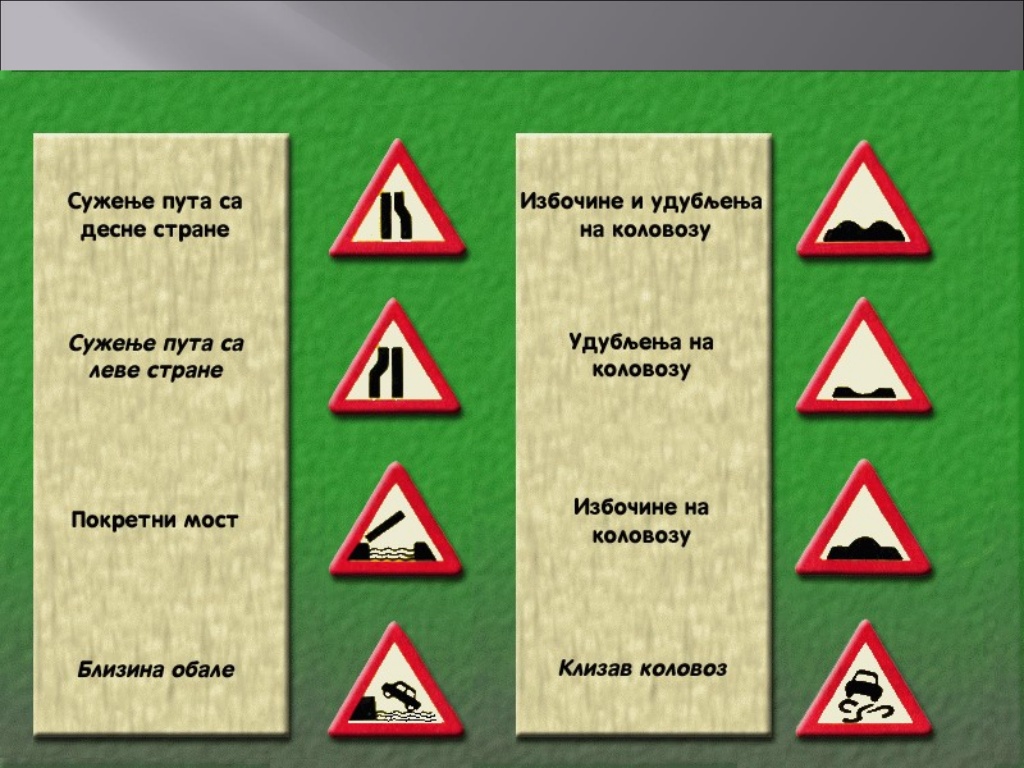 Сужење пута са
десне стране
Сужење пута са
леве стране
Покретни мост
Близина обале
Избочине и удубљења
на коловозу
Удубљења на
коловозу
Избочине на
коловозу
Клизав коловоз